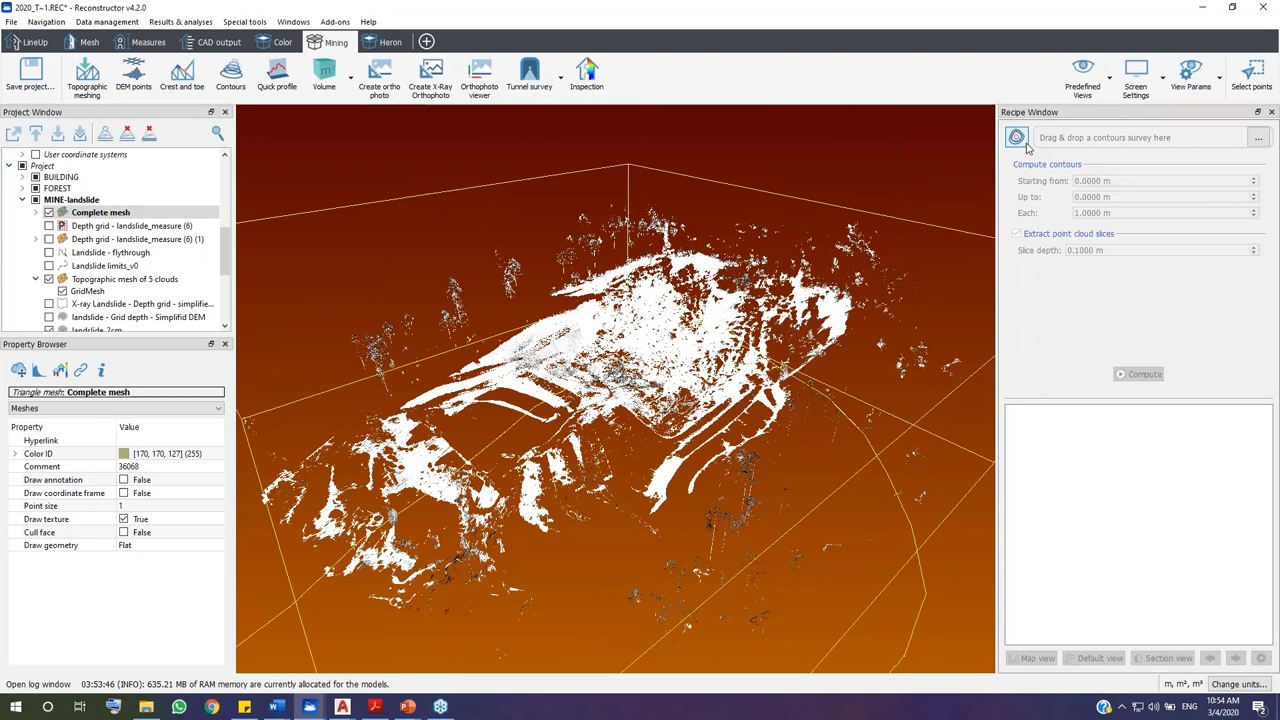 2020_T~1.REC* - Reconstructor v4.2.0
File Navigation Data management Results & analyses Special tools Windows Add-ons Help
LineUp Mesh Measures CAD output Color Mining Heron
Save project... Topographic meshing DEM points Crest and toe Contours Quick profile Volume Create ortho photo Create X-Ray Orthophoto Orthophoto viewer Tunnel survey Inspection Predefined Views Screen Settings View Params Select points
Project Window
User coordinate systems
Project
BUILDING
FOREST
MINE-landslide
Complete mesh
Depth grid - landslide_measure (6)
Depth grid - landslide_measure (6) (1)
Landslide - flythrough
Landslide limits_v0
Topographic mesh of 5 clouds
GridMesh
X-ray Landslide - Depth grid - simplifie...
landslide - Grid depth - Simplifid DEM
landslide-2cm
Property Browser
Triangle mesh: Complete mesh
Meshes
Property Value
Hyperlink
Color ID [170, 170, 127] (255)
Comment 36068
Draw annotation False
Draw coordinate frame False
Point size 1
Draw texture True
Cull face False
Draw geometry Flat
Recipe Window
Drag & drop a contours survey here ...
Compute contours
Starting from: 0.0000 m
Up to: 0.0000 m
Each: 1.0000 m
Extract point cloud slices
Slice depth: 0.1000 m
Compute
Map view Default view Section view
Open log window 03:53:46 (INFO): 635.21 MB of RAM memory are currently allocated for the models. m, m², m³ Change units...
ENG
10:54 AM
3/4/2020
2